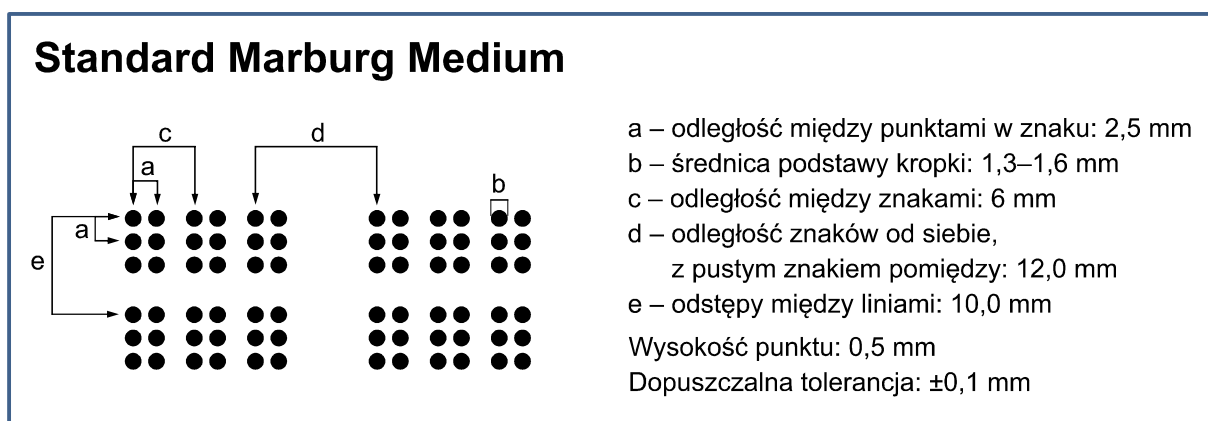 Standard Marburg Medium
c
d
a
b
a
e
a – odległość między punktami w znaku: 2,5 mm
b – średnica podstawy kropki: 1,3–1,6 mm
c – odległość między znakami: 6 mm
d – odległość znaków od siebie,
z pustym znakiem pomiędzy: 12,0 mm
e – odstępy między liniami: 10,0 mm
Wysokość punktu: 0,5 mm
Dopuszczalna tolerancja: ±0,1 mm